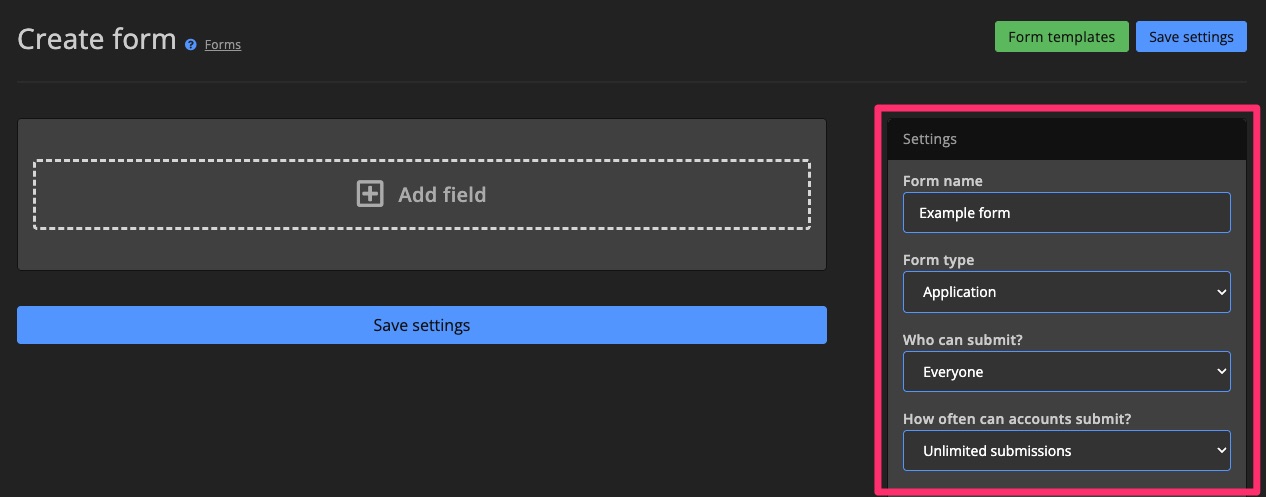 Create form ? Forms
Form templates
Save settings
Add field
Save settings
Settings
Form name
Example form
Form type
Application
Who can submit?
Everyone
How often can accounts submit?
Unlimited submissions